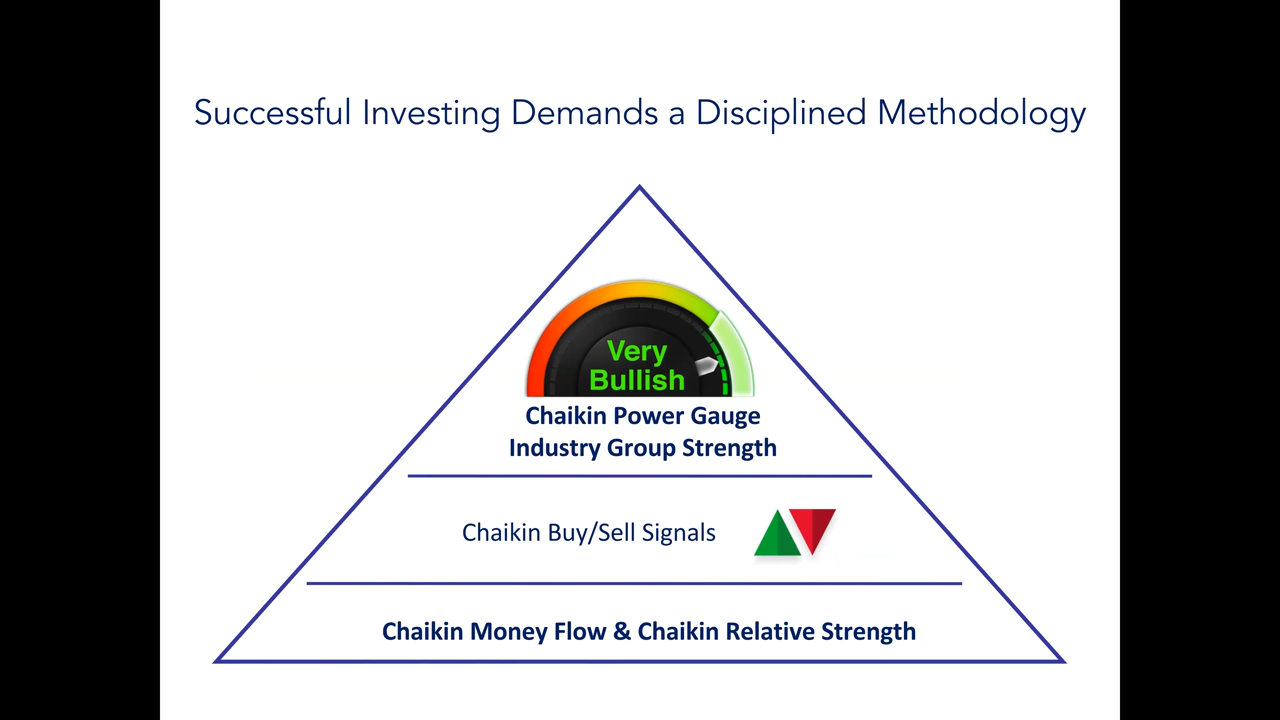 Successful Investing Demands a Disciplined Methodology
Very
Bullish
Chaikin Power Gauge
Industry Group Strength
Chaikin Buy/Sell Signals
Chaikin Money Flow & Chaikin Relative Strength